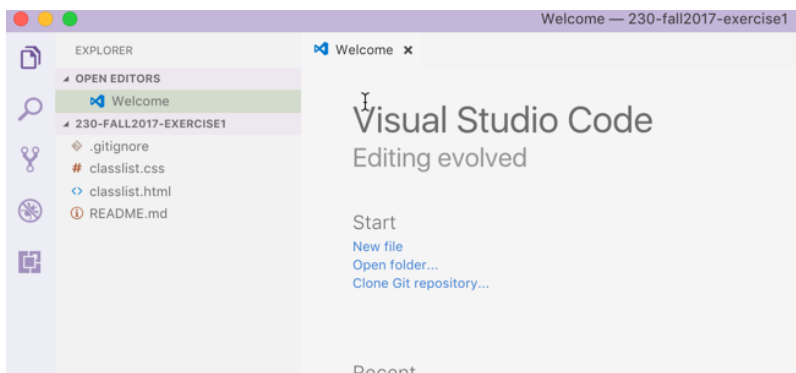 Welcome — 230-fall2017-exercise1
EXPLORER
OPEN EDITORS
Welcome
230-FALL2017-EXERCISE1
.gitignore
# classlist.css
<> classlist.html
README.md
Welcome ×
Visual Studio Code
Editing evolved
Start
New file
Open folder...
Clone Git repository...
Recent